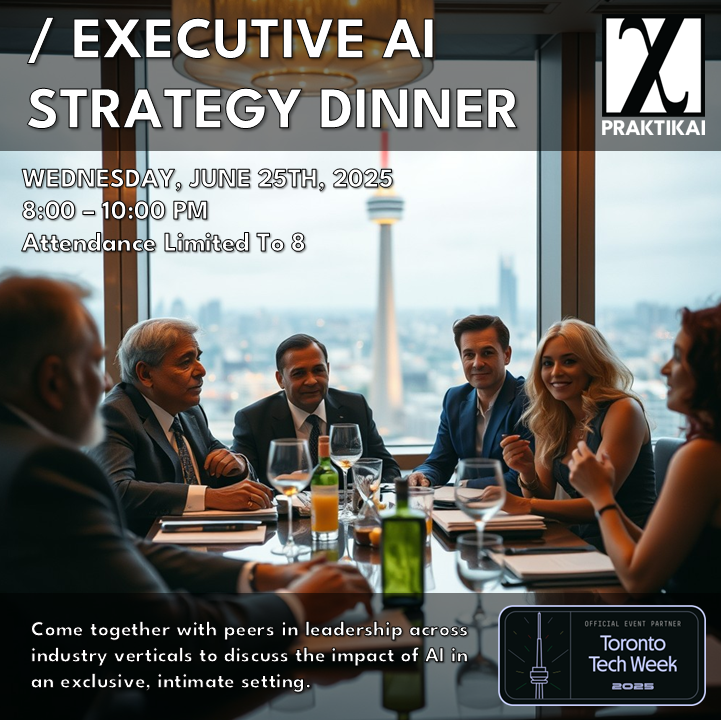 / EXECUTIVE AI
STRATEGY DINNER
PRAKTIKAI
WEDNESDAY, JUNE 25TH, 2025
8:00 – 10:00 PM
Attendance Limited To 8
Come together with peers in leadership across
industry verticals to discuss the impact of AI in
an exclusive, intimate setting.
OFFICIAL EVENT PARTNER
Toronto
Tech Week
2025